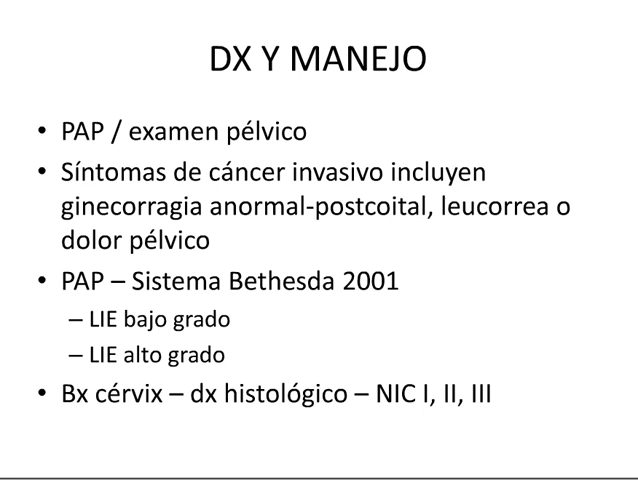 DX Y MANEJO
• PAP / examen pélvico
• Síntomas de cáncer invasivo incluyen
ginecorragia anormal-postcoital, leucorrea o
dolor pélvico
• PAP – Sistema Bethesda 2001
– LIE bajo grado
– LIE alto grado
• Bx cérvix – dx histológico – NIC I, II, III